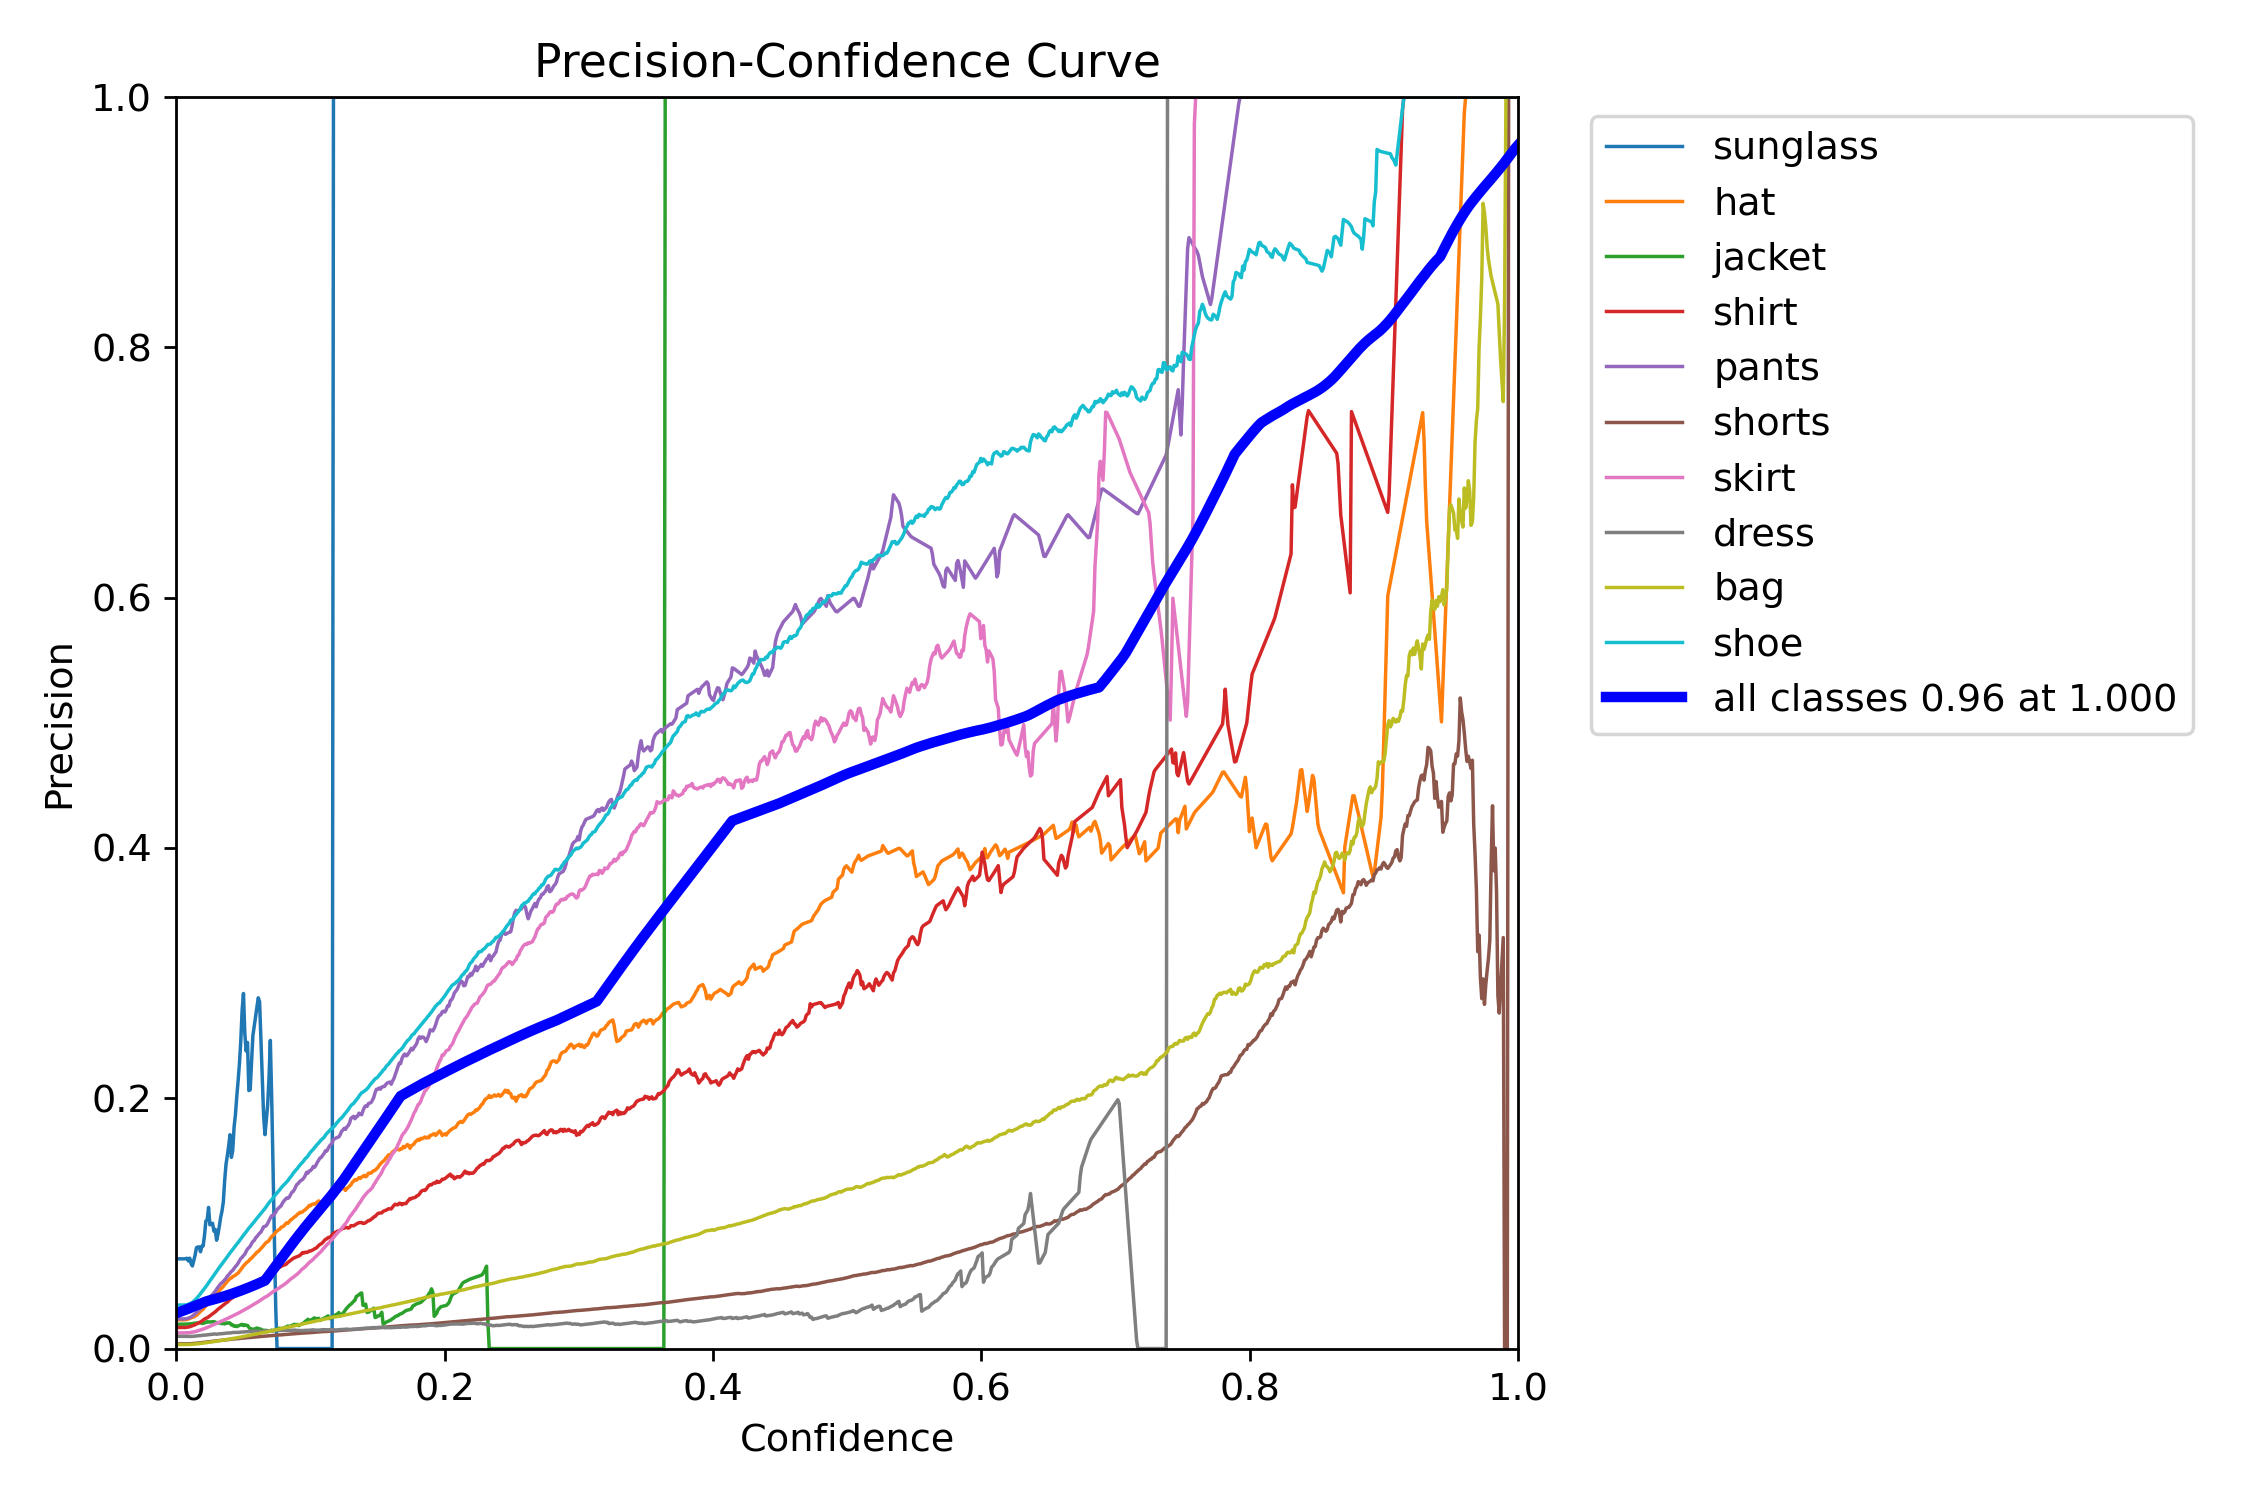 Precision-Confidence Curve
1.0
0.8
0.6
0.4
0.2
0.0
Precision
0.0 0.2 0.4 0.6 0.8 1.0
Confidence
sunglass
hat
jacket
shirt
pants
shorts
skirt
dress
bag
shoe
all classes 0.96 at 1.000